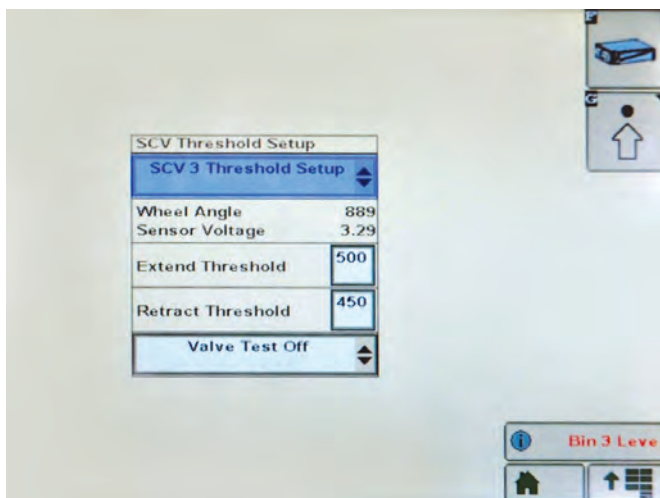 F
G
SCV Threshold Setup
SCV 3 Threshold Setup
Wheel Angle 889
Sensor Voltage 3.29
Extend Threshold 500
Retract Threshold 450
Valve Test Off
Bin 3 Leve